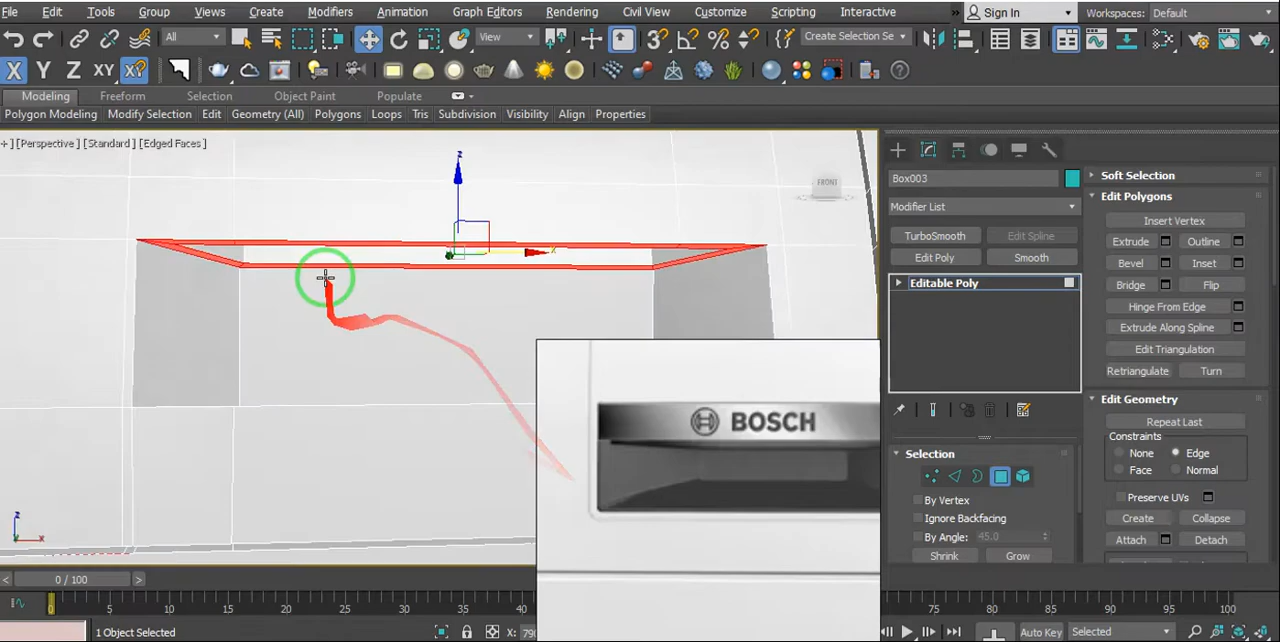 File Edit Tools Group Views Create Modifiers Animation Graph Editors Rendering Civil View Customize Scripting Interactive » Sign In Workspaces: Default
All View Create Selection Se
X Y Z XY XY
Modeling Freeform Selection Object Paint Populate
Polygon Modeling Modify Selection Edit Geometry (All) Polygons Loops Tris Subdivision Visibility Align Properties
+ ] [Perspective ] [Standard ] [Edged Faces ]
FRONT
z
x
z
x
BOSCH
Box003
Modifier List
TurboSmooth Edit Spline
Edit Poly Smooth
Editable Poly
Selection
By Vertex
Ignore Backfacing
By Angle: 45.0
Shrink Grow
Soft Selection
Edit Polygons
Insert Vertex
Extrude Outline
Bevel Inset
Bridge Flip
Hinge From Edge
Extrude Along Spline
Edit Triangulation
Retriangulate Turn
Edit Geometry
Repeat Last
Constraints
None Edge
Face Normal
Preserve UVs
Create Collapse
Attach Detach
< 0 / 100 >
0 5 10 15 20 25 30 35 40 45 50 75 80 85 90 95 100
1 Object Selected X: Auto Key Selected